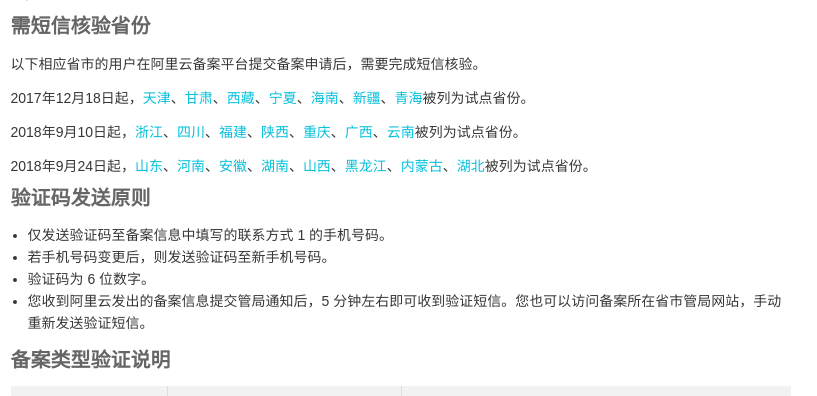 需短信核验省份
以下相应省市的用户在阿里云备案平台提交备案申请后，需要完成短信核验。
2017年12月18日起，天津、甘肃、西藏、宁夏、海南、新疆、青海被列为试点省份。
2018年9月10日起，浙江、四川、福建、陕西、重庆、广西、云南被列为试点省份。
2018年9月24日起，山东、河南、安徽、湖南、山西、黑龙江、内蒙古、湖北被列为试点省份。
验证码发送原则
• 仅发送验证码至备案信息中填写的联系方式 1 的手机号码。
• 若手机号码变更后，则发送验证码至新手机号码。
• 验证码为 6 位数字。
• 您收到阿里云发出的备案信息提交管局通知后，5 分钟左右即可收到验证短信。您也可以访问备案所在省市管局网站，手动
重新发送验证短信。
备案类型验证说明